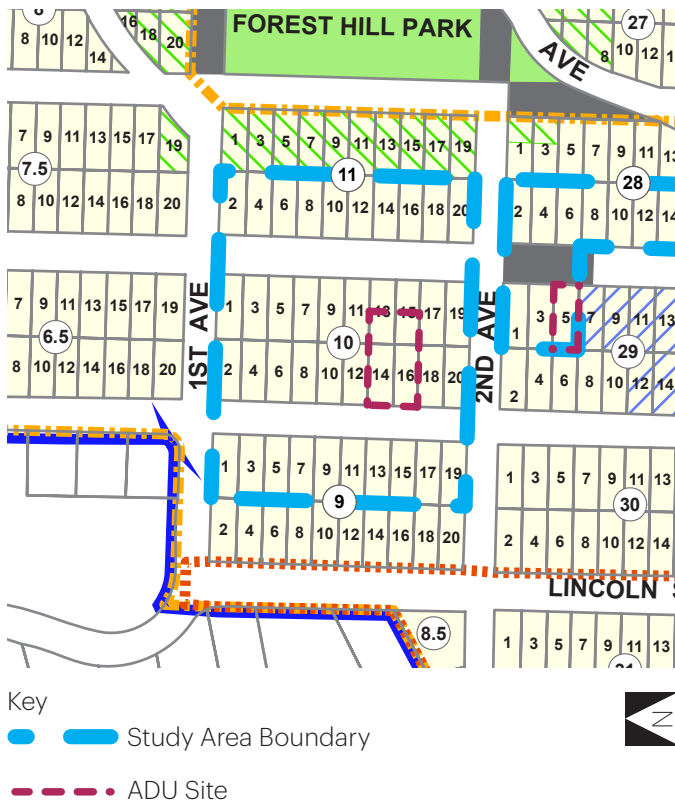 6
16
8 10 12
14
18 20
FOREST HILL PARK
AVE
27
8 10 12 1
7 9 11 13 15 17 19
7.5
8 10 12 14 16 18 20
1 3 5 7 9 11 13 15 17 19
11
2 4 6 8 10 12 14 16 18 20
1 3 5 7 9 11 13
28
2 4 6 8 10 12 14
7 9 11 13 15 17 19
6.5
8 10 12 14 16 18 20
1ST AVE
1 3 5 7 9 11 13 15 17 19
10
2 4 6 8 10 12 14 16 18 20
2ND AVE
1 3 5 7 9 11 13
29
2 4 6 8 10 12 14
1 3 5 7 9 11 13 15 17 19
9
2 4 6 8 10 12 14 16 18 20
1 3 5 7 9 11 13
30
2 4 6 8 10 12 14
LINCOLN S
8.5
1 3 5 7 9 11 13
31
Key
Study Area Boundary
ADU Site
N